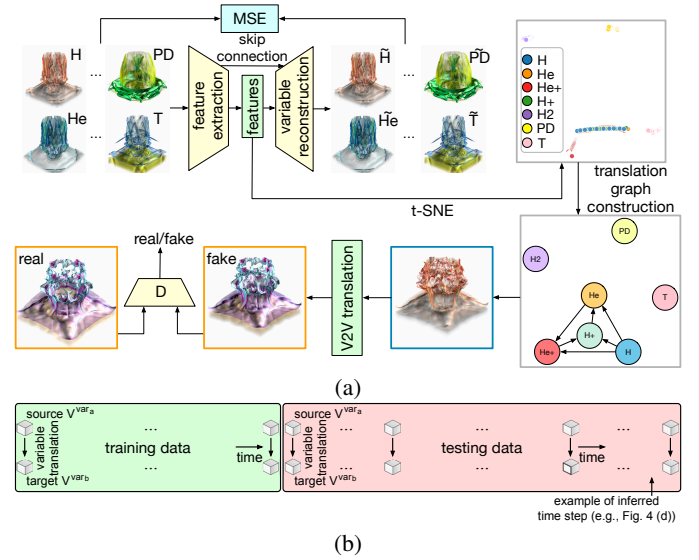 MSE
skip
connection
H
...
PD
He
...
T
feature
extraction
features
variable
reconstruction
H̃
...
P̃D
H̃e
...
T̃
H
He
He+
H+
H2
PD
T
t-SNE
translation
graph
construction
real/fake
real
D
fake
V2V translation
PD
H2
He
T
H+
He+
H
(a)
source V^var_a
...
variable
translation
training data
time
target V^var_b
...
source V^var_a
...
...
variable
translation
testing data
time
target V^var_b
...
...
example of inferred
time step (e.g., Fig. 4 (d))
(b)